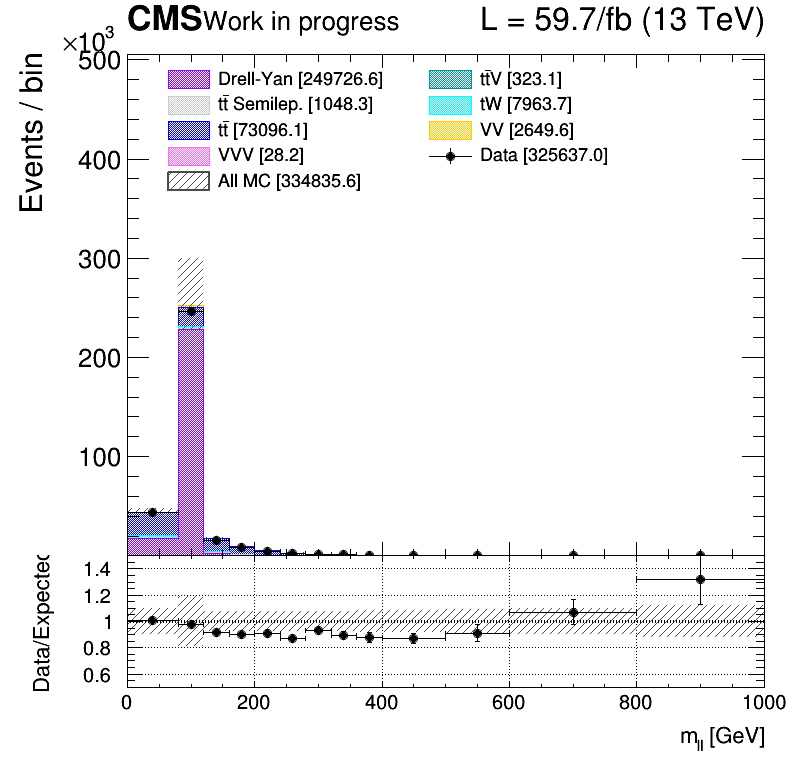 CMS Work in progress L = 59.7/fb (13 TeV)
×10³
Events / bin
500
400
300
200
100
Drell-Yan [249726.6]
tt̄ Semilep. [1048.3]
tt̄ [73096.1]
VVV [28.2]
All MC [334835.6]
tt̄V [323.1]
tW [7963.7]
VV [2649.6]
Data [325637.0]
Data/Expected
1.4
1.2
1
0.8
0.6
0 200 400 600 800 1000
m_ll [GeV]